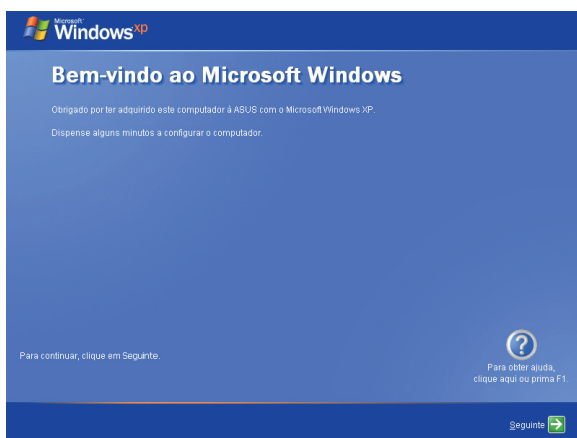 Microsoft
Windows xp
Bem-vindo ao Microsoft Windows
Obrigado por ter adquirido este computador á ASUS com o Microsoft Windows XP.
Dispense alguns minutos a configurar o computador.
Para continuar, clique em Seguinte.
?
Para obter ajuda,
clique aqui ou prima F1.
Seguinte